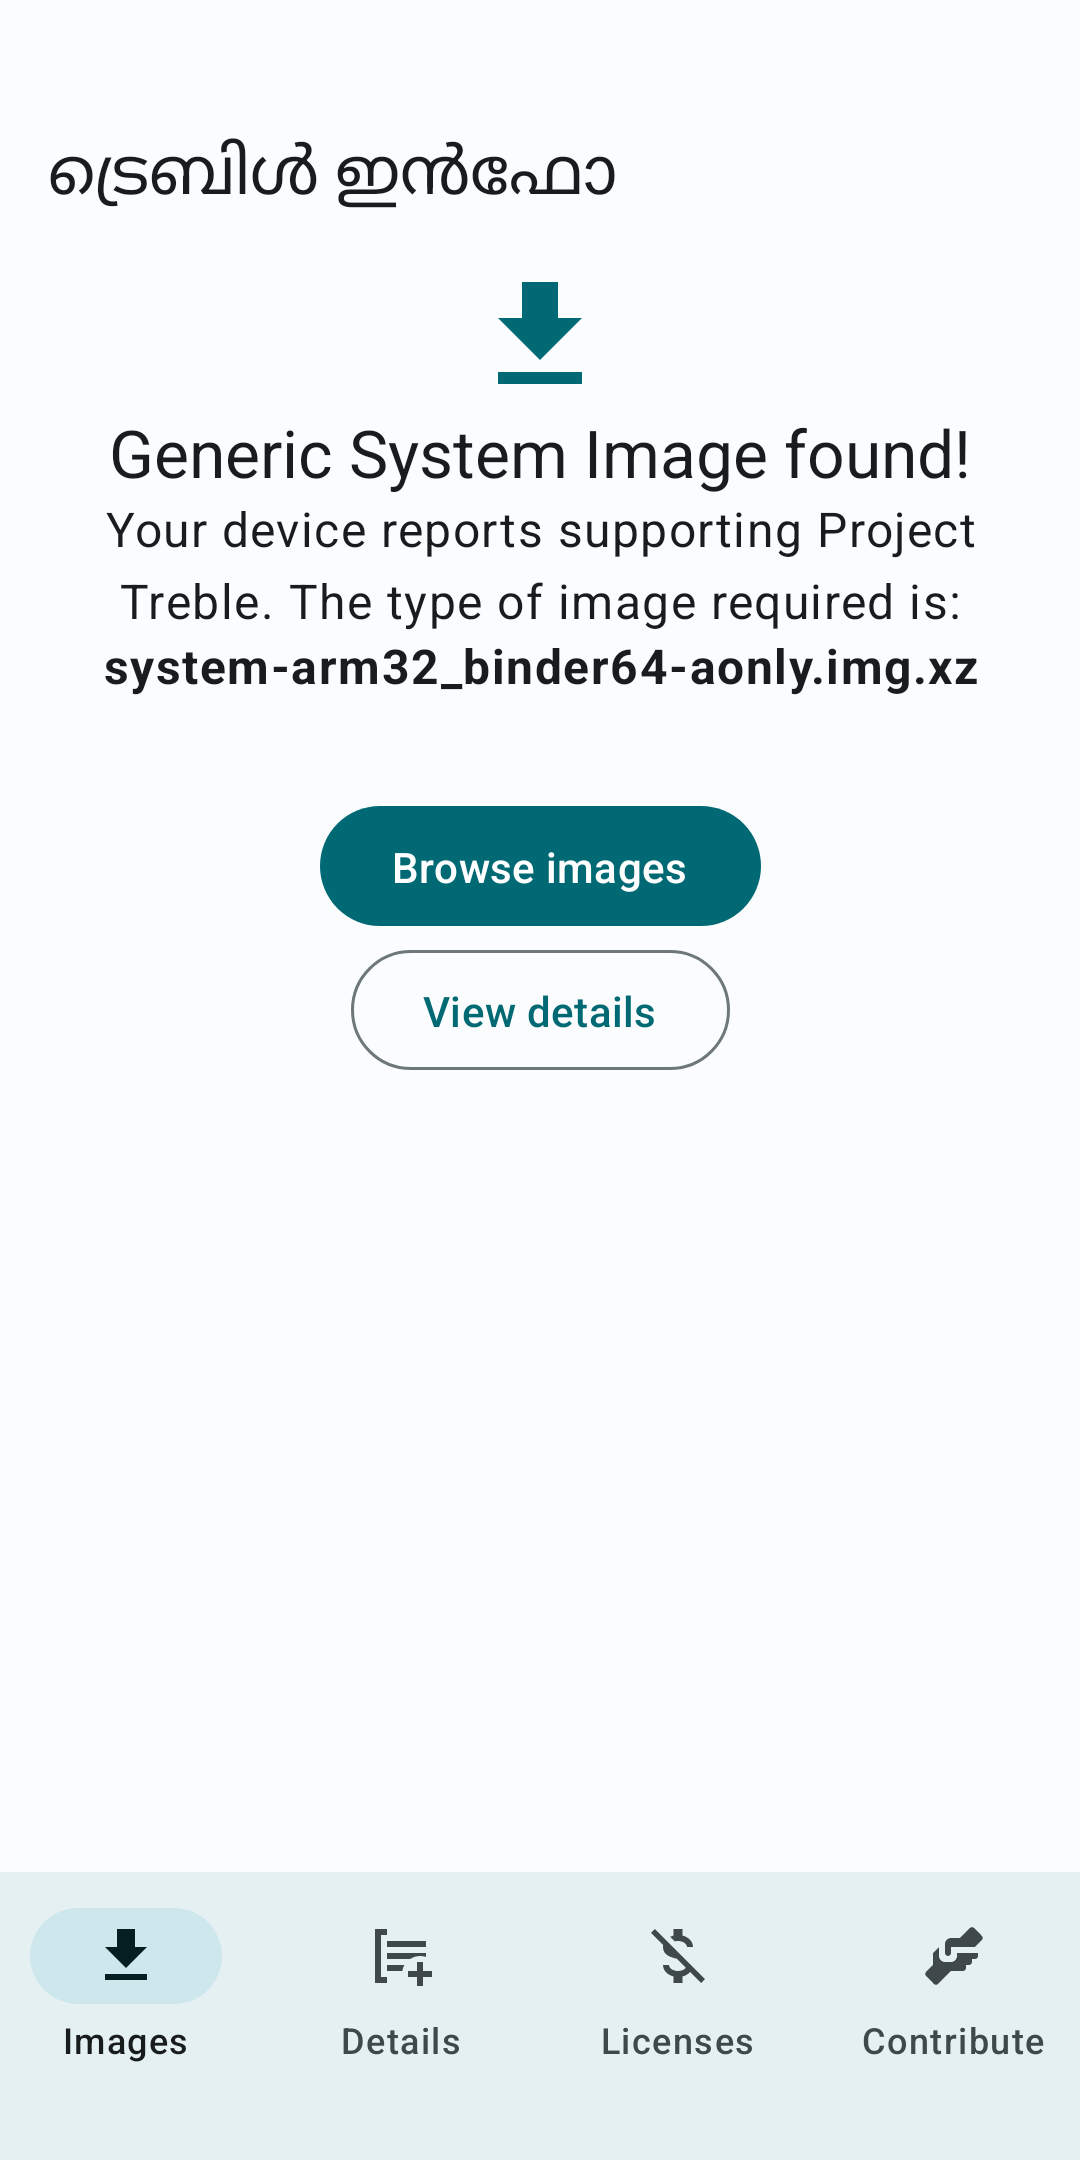 ട്രെബിൾ ഇൻഫോ
Generic System Image found!
Your device reports supporting Project
Treble. The type of image required is:
system-arm32_binder64-aonly.img.xz
Browse images
View details
Images
Details
Licenses
Contribute